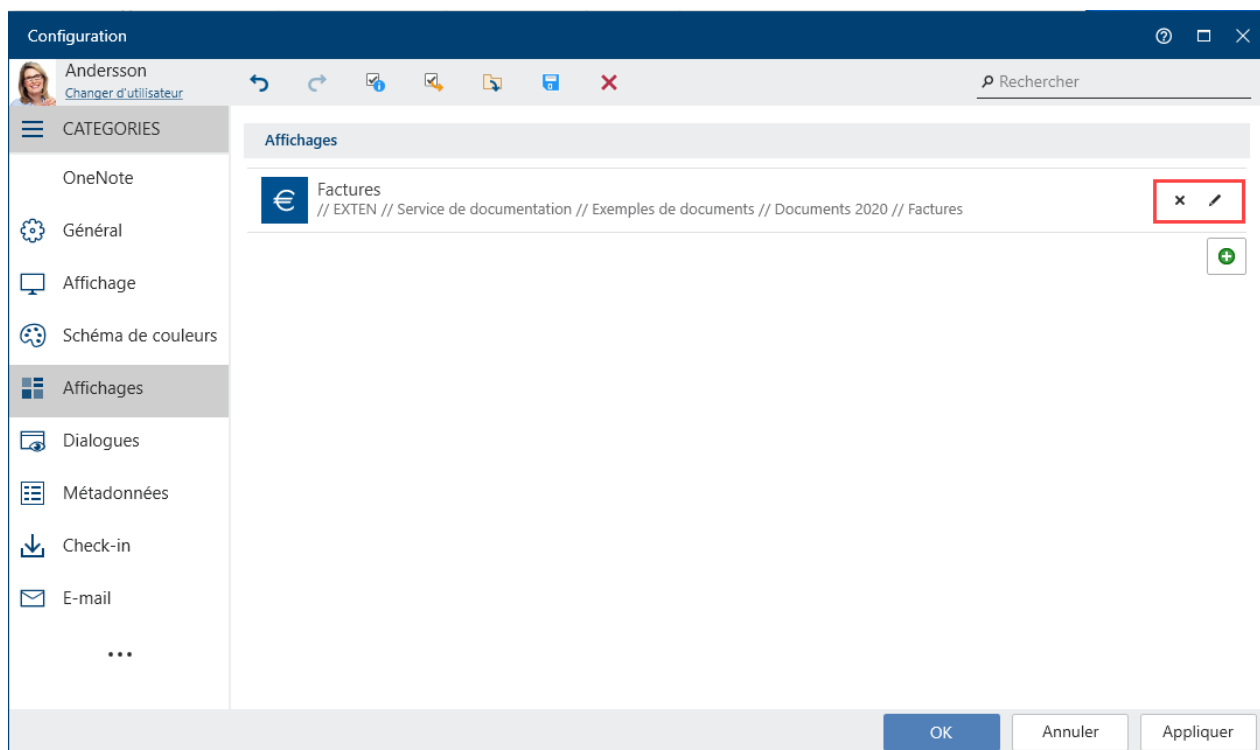 Configuration
Andersson
Changer d'utilisateur
Rechercher
CATEGORIES
OneNote
Général
Affichage
Schéma de couleurs
Affichages
Dialogues
Métadonnées
Check-in
E-mail
Affichages
€
Factures
// EXTEN // Service de documentation // Exemples de documents // Documents 2020 // Factures
OK
Annuler
Appliquer